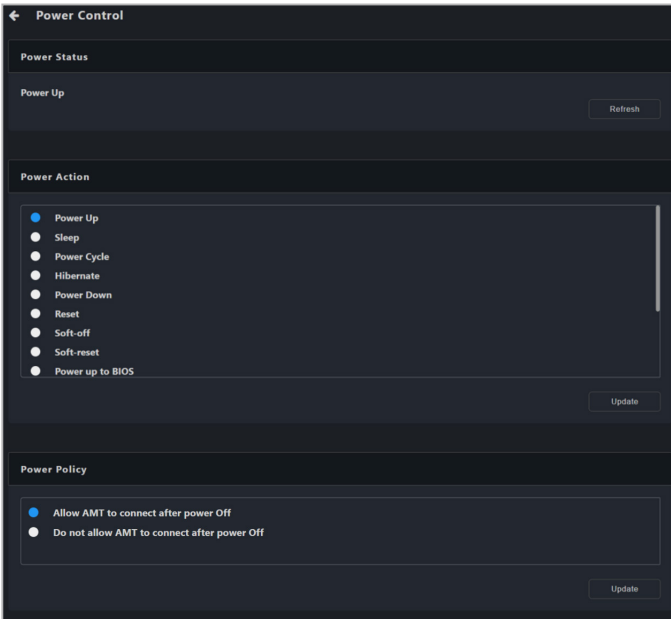 Power Control
Power Status
Power Up
Refresh
Power Action
Power Up
Sleep
Power Cycle
Hibernate
Power Down
Reset
Soft-off
Soft-reset
Power up to BIOS
Update
Power Policy
Allow AMT to connect after power Off
Do not allow AMT to connect after power Off
Update